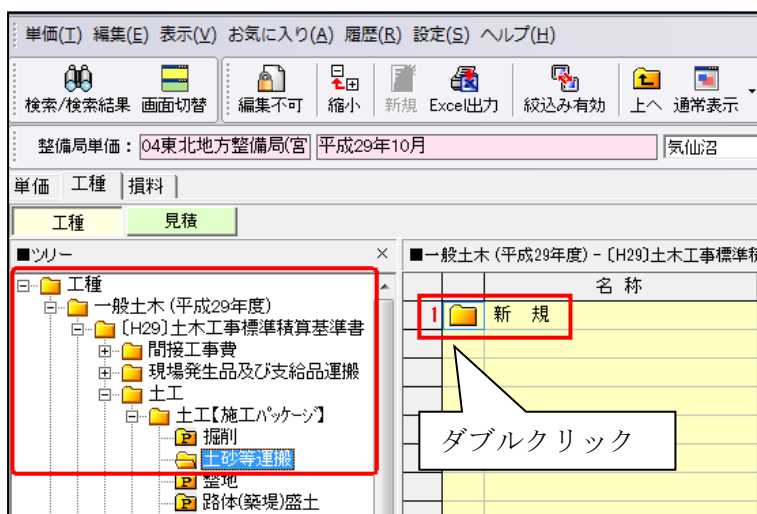 単価(T) 編集(E) 表示(V) お気に入り(A) 履歴(R) 設定(S) ヘルプ(H)
検索/検索結果 画面切替 編集不可 縮小 新規 Excel出力 絞込み有効 上へ 通常表示
整備局単価: 04東北地方整備局(宮 平成29年10月 気仙沼
単価 工種 損料
工種 見積
■ツリー ■一般土木 (平成29年度) - 〔H29〕土木工事標準積
工種
一般土木 (平成29年度)
〔H29〕土木工事標準積算基準書
間接工事費
現場発生品及び支給品運搬
土工
土工【施工パッケージ】
掘削
土砂等運搬
整地
路体(築堤)盛土
名 称
1 新 規
ダブルクリック